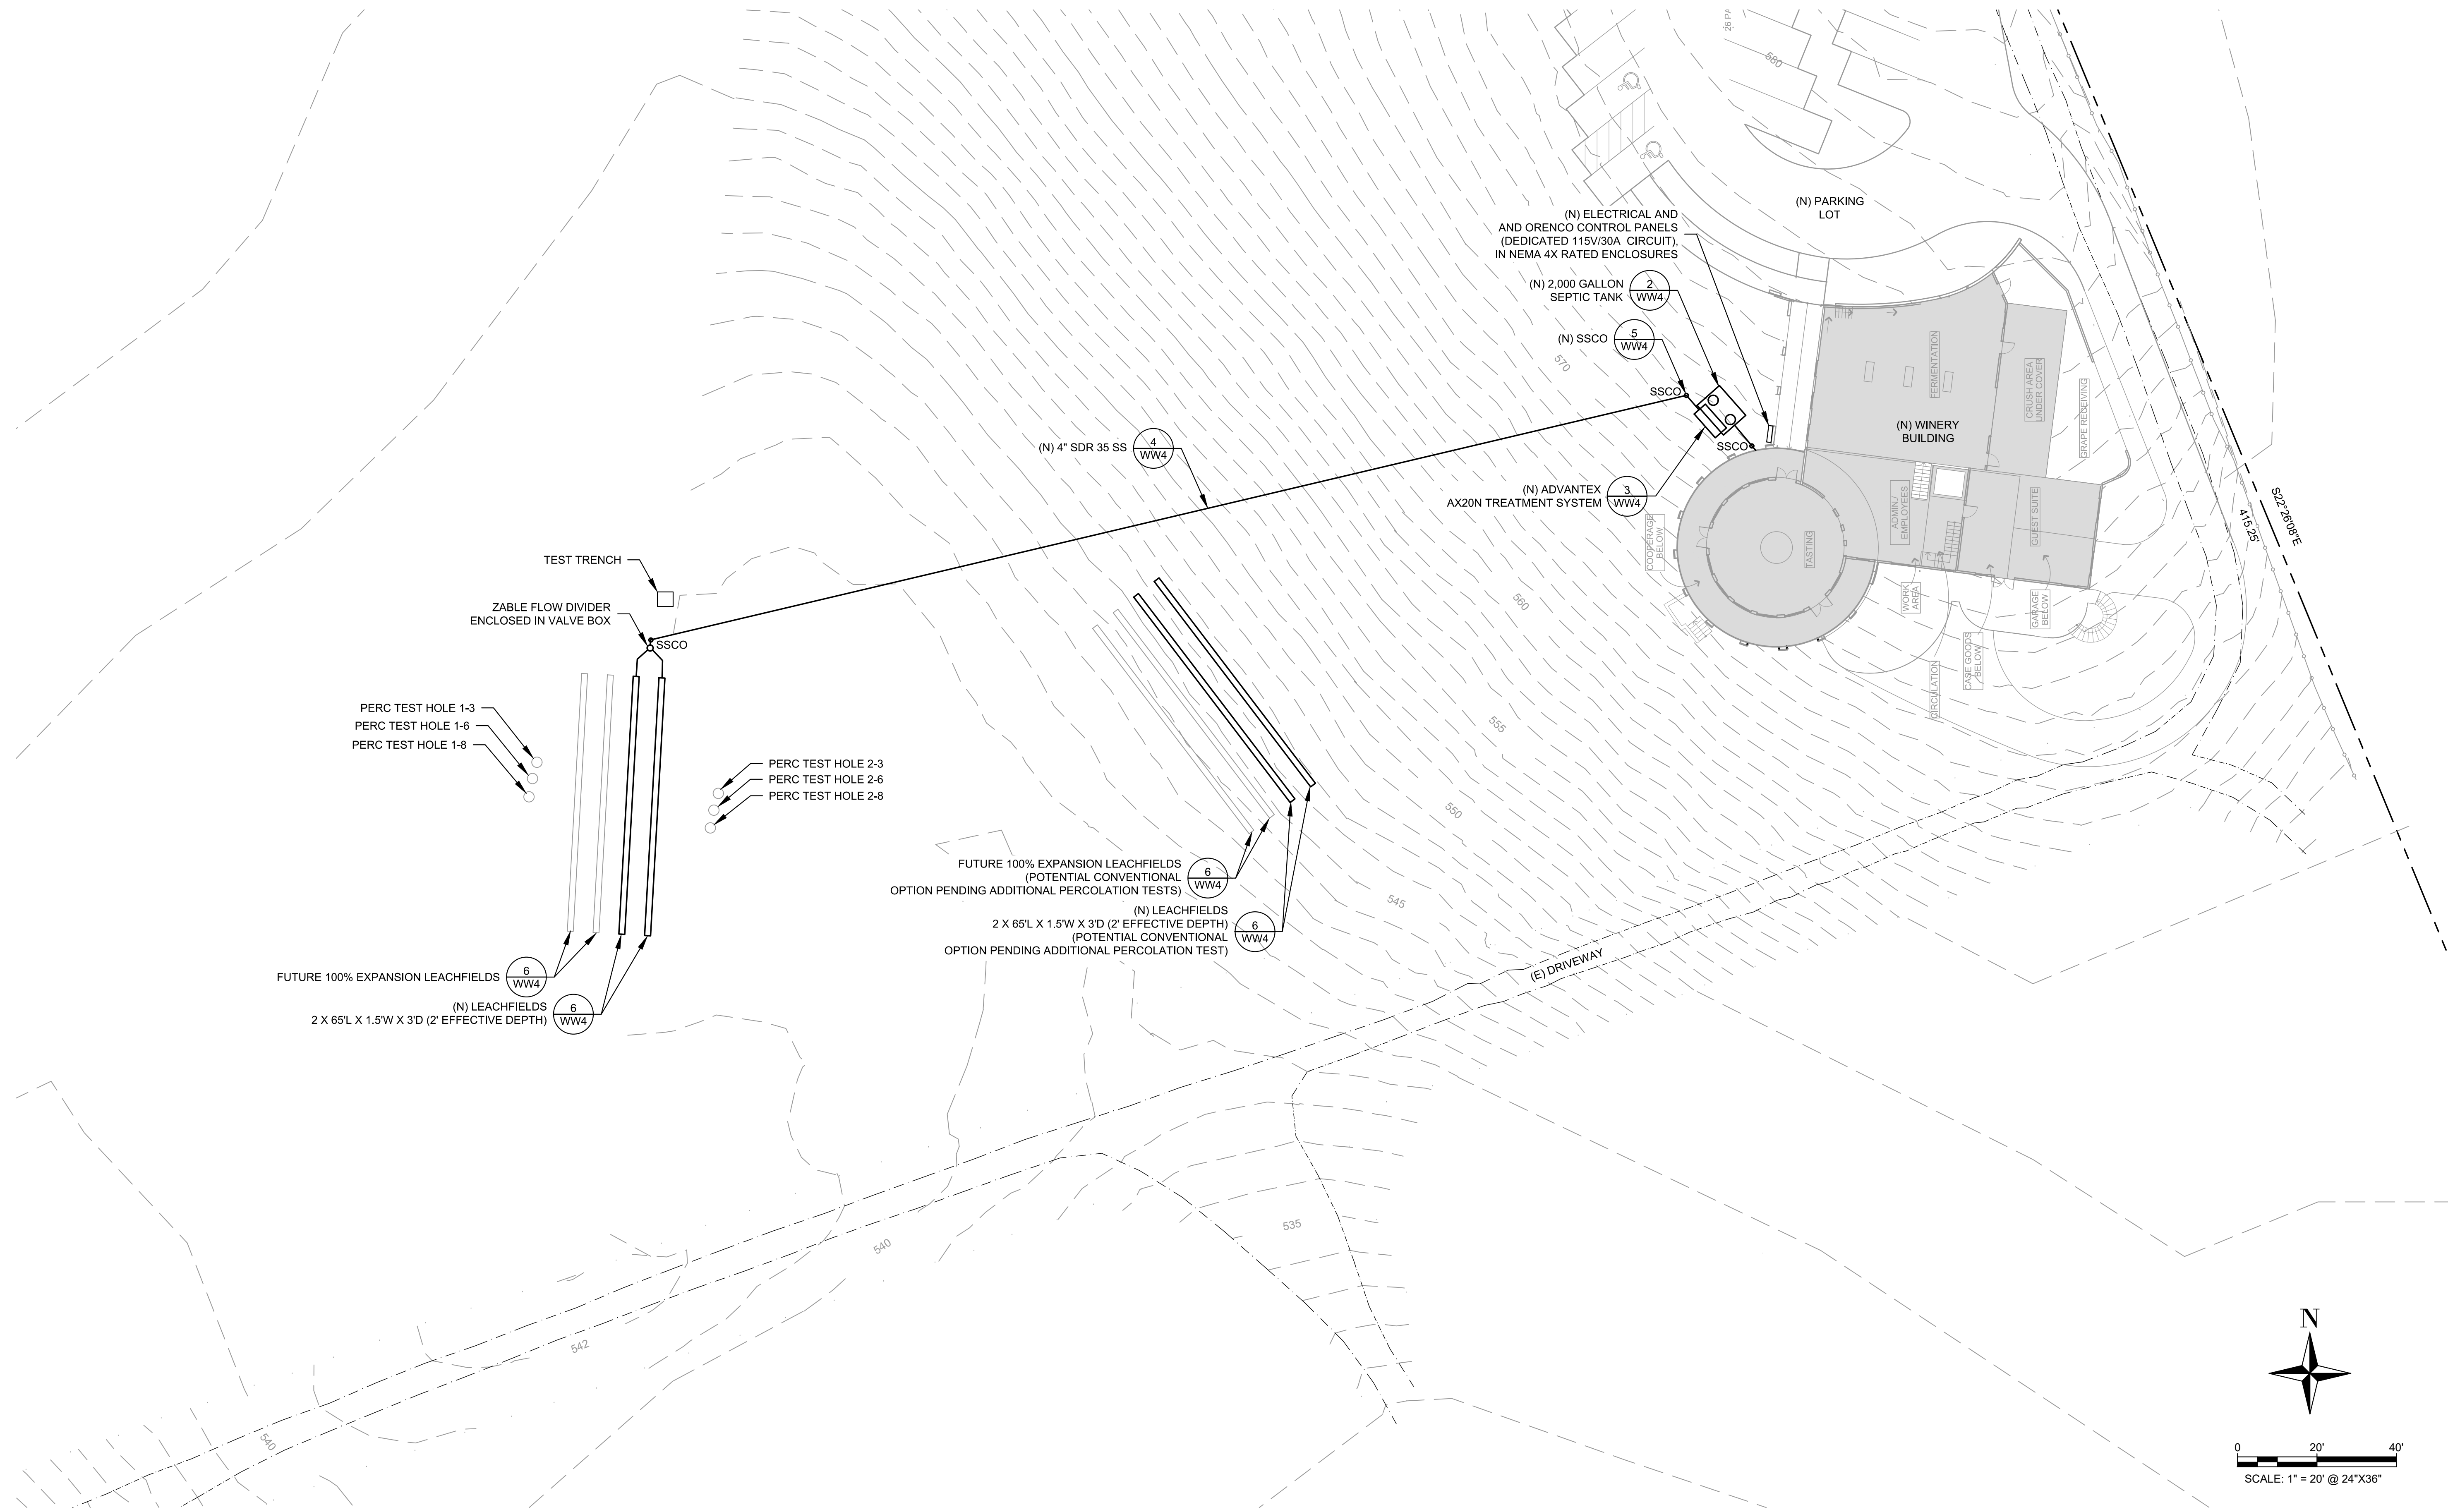 26 PA
580
(N) PARKING
LOT
(N) ELECTRICAL AND
AND ORENCO CONTROL PANELS
(DEDICATED 115V/30A CIRCUIT),
IN NEMA 4X RATED ENCLOSURES
(N) 2,000 GALLON
SEPTIC TANK
2
WW4
(N) SSCO
5
WW4
570
SSCO
SSCO
FERMENTATION
CRUSH AREA
UNDER COVER
GRAPE RECEIVING
(N) WINERY
BUILDING
(N) 4" SDR 35 SS
4
WW4
(N) ADVANTEX
AX20N TREATMENT SYSTEM
3
WW4
COOPERAGE
BELOW
TASTING
ADMIN./
EMPLOYEES
GUEST SUITE
S22°26'08"E
415.25'
TEST TRENCH
ZABLE FLOW DIVIDER
ENCLOSED IN VALVE BOX
SSCO
560
WORK
AREA
GARAGE
BELOW
CASE GOODS
BELOW
CIRCULATION
PERC TEST HOLE 1-3
PERC TEST HOLE 1-6
PERC TEST HOLE 1-8
PERC TEST HOLE 2-3
PERC TEST HOLE 2-6
PERC TEST HOLE 2-8
555
550
FUTURE 100% EXPANSION LEACHFIELDS
(POTENTIAL CONVENTIONAL
OPTION PENDING ADDITIONAL PERCOLATION TESTS)
6
WW4
545
(N) LEACHFIELDS
2 X 65'L X 1.5'W X 3'D (2' EFFECTIVE DEPTH)
(POTENTIAL CONVENTIONAL
OPTION PENDING ADDITIONAL PERCOLATION TEST)
6
WW4
(E) DRIVEWAY
FUTURE 100% EXPANSION LEACHFIELDS
6
WW4
(N) LEACHFIELDS
2 X 65'L X 1.5'W X 3'D (2' EFFECTIVE DEPTH)
6
WW4
535
540
542
540
N
0 20' 40'
SCALE: 1" = 20' @ 24"X36"